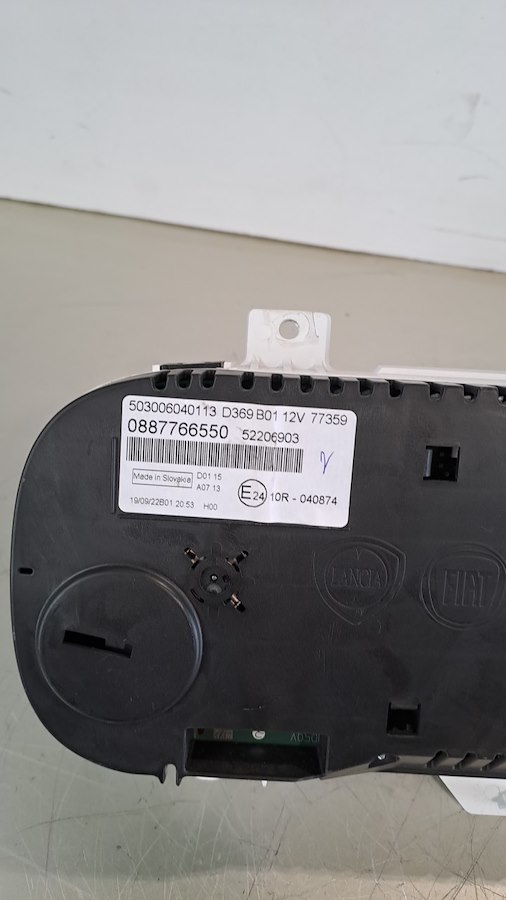 503006040113 D369 B01 12V 77359
0887766550 52206903
Made in Slovakia D01 15
A07 13
E24 10R - 040874
19/09/22B01 20:53 H00
LANCIA
FIAT